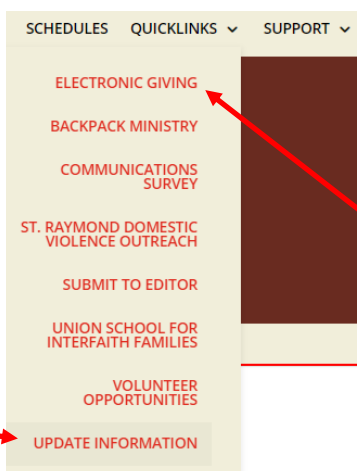 SCHEDULES QUICKLINKS SUPPORT
ELECTRONIC GIVING
BACKPACK MINISTRY
COMMUNICATIONS
SURVEY
ST. RAYMOND DOMESTIC
VIOLENCE OUTREACH
SUBMIT TO EDITOR
UNION SCHOOL FOR
INTERFAITH FAMILIES
VOLUNTEER
OPPORTUNITIES
UPDATE INFORMATION